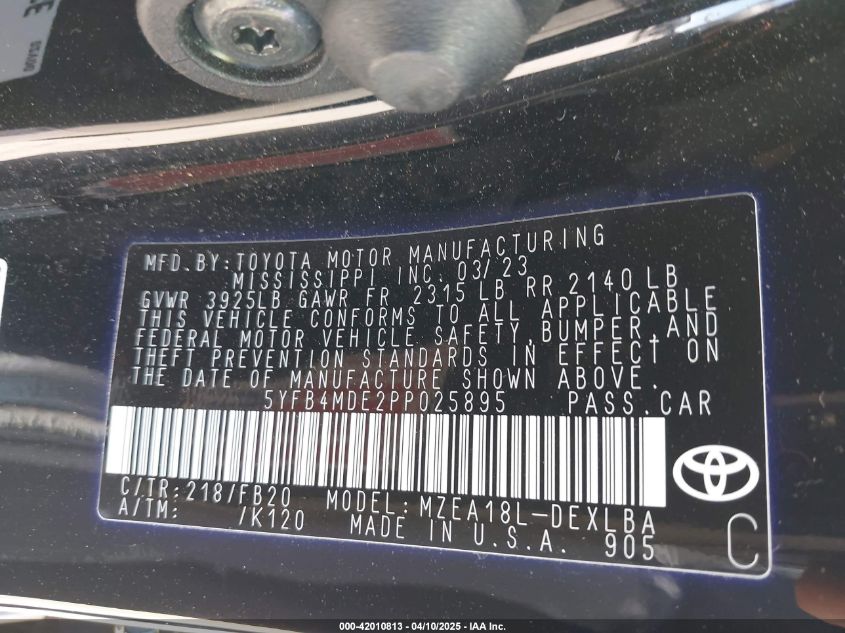 MFD.BY:TOYOTA MOTOR MANUFACTURING
MISSISSIPPI INC. 03/23
GVWR 3925LB GAWR FR 2315 LB RR 2140 LB
THIS VEHICLE CONFORMS TO ALL APPLICABLE
FEDERAL MOTOR VEHICLE SAFETY, BUMPER, AND
THEFT PREVENTION STANDARDS IN EFFECT ON
THE DATE OF MANUFACTURE SHOWN ABOVE.
5YFB4MDE2PP025895 PASS.CAR
C/TR:218/FB20 MODEL:MZEA18L-DEXLBA
A/TM: /K120 MADE IN U.S.A. 905
C
000-42010813 - 04/10/2025 - IAA Inc.